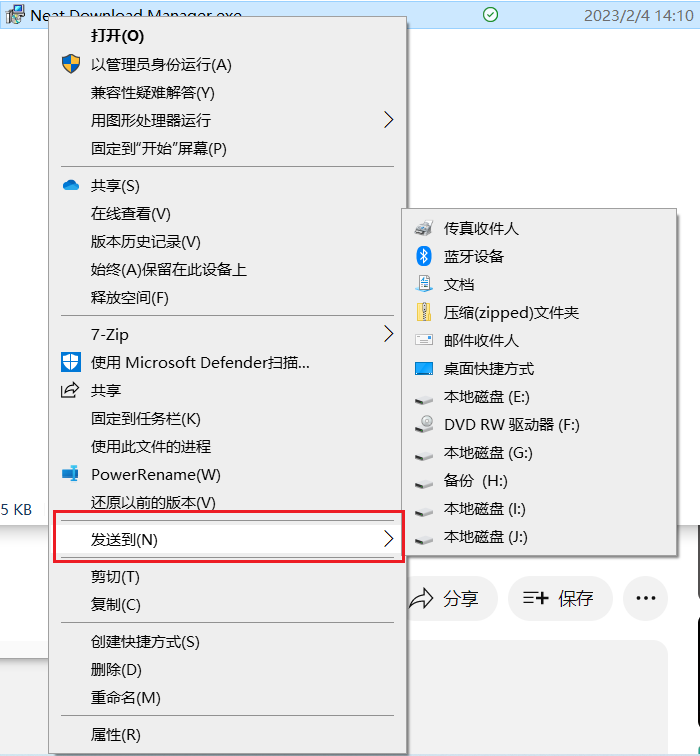 Neat Download Manager.exe
2023/2/4 14:10
打开(O)
以管理员身份运行(A)
兼容性疑难解答(Y)
用图形处理器运行
固定到"开始"屏幕(P)
共享(S)
在线查看(V)
版本历史记录(V)
始终(A)保留在此设备上
释放空间(F)
7-Zip
使用 Microsoft Defender扫描...
共享
固定到任务栏(K)
使用此文件的进程
PowerRename(W)
还原以前的版本(V)
发送到(N)
剪切(T)
复制(C)
创建快捷方式(S)
删除(D)
重命名(M)
属性(R)
传真收件人
蓝牙设备
文档
压缩(zipped)文件夹
邮件收件人
桌面快捷方式
本地磁盘 (E:)
DVD RW 驱动器 (F:)
本地磁盘 (G:)
备份 (H:)
本地磁盘 (I:)
本地磁盘 (J:)
5 KB
分享
保存